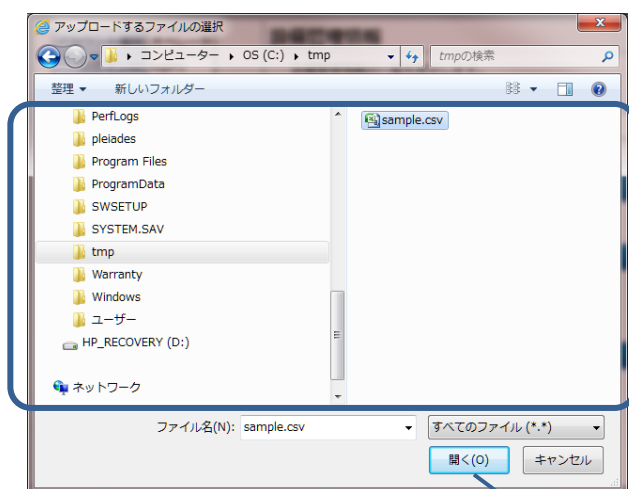 アップロードするファイルの選択
コンピューター ▸ OS (C:) ▸ tmp
tmpの検索
整理 ▼ 新しいフォルダー
PerfLogs
pleiades
Program Files
ProgramData
SWSETUP
SYSTEM.SAV
tmp
Warranty
Windows
ユーザー
HP_RECOVERY (D:)
ネットワーク
sample.csv
ファイル名(N): sample.csv
すべてのファイル (*.*)
開く(O) キャンセル